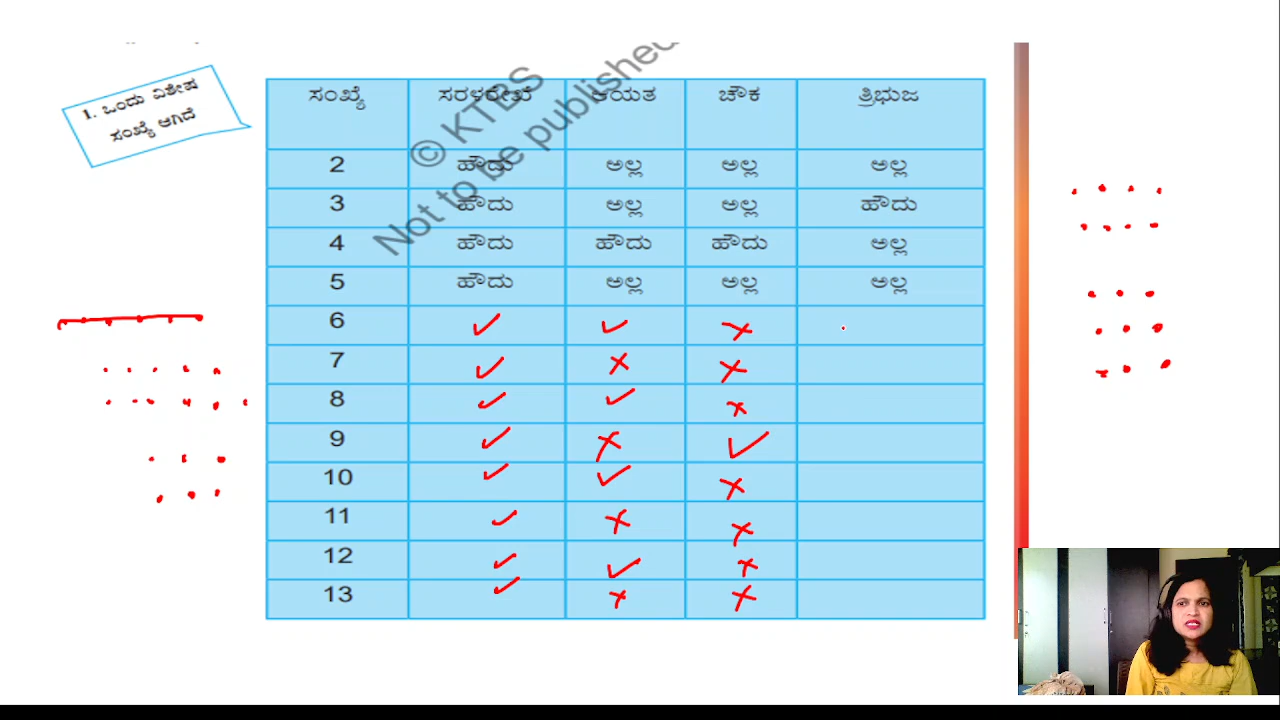 1. ಒಂದು ವಿಶೇಷ
ಸಂಖ್ಯೆ ಆಗಿದೆ
© KTBS
Not to be published
ಸಂಖ್ಯೆ ಸರಳರೇಖೆ ಆಯತ ಚೌಕ ತ್ರಿಭುಜ
2 ಹೌದು ಅಲ್ಲ ಅಲ್ಲ ಅಲ್ಲ
3 ಹೌದು ಅಲ್ಲ ಅಲ್ಲ ಹೌದು
4 ಹೌದು ಹೌದು ಹೌದು ಅಲ್ಲ
5 ಹೌದು ಅಲ್ಲ ಅಲ್ಲ ಅಲ್ಲ
6 ✓ ✓ ×
7 ✓ × ×
8 ✓ ✓ ×
9 ✓ × ✓
10 ✓ ✓ ×
11 ✓ × ×
12 ✓ ✓ ×
13 ✓ × ×